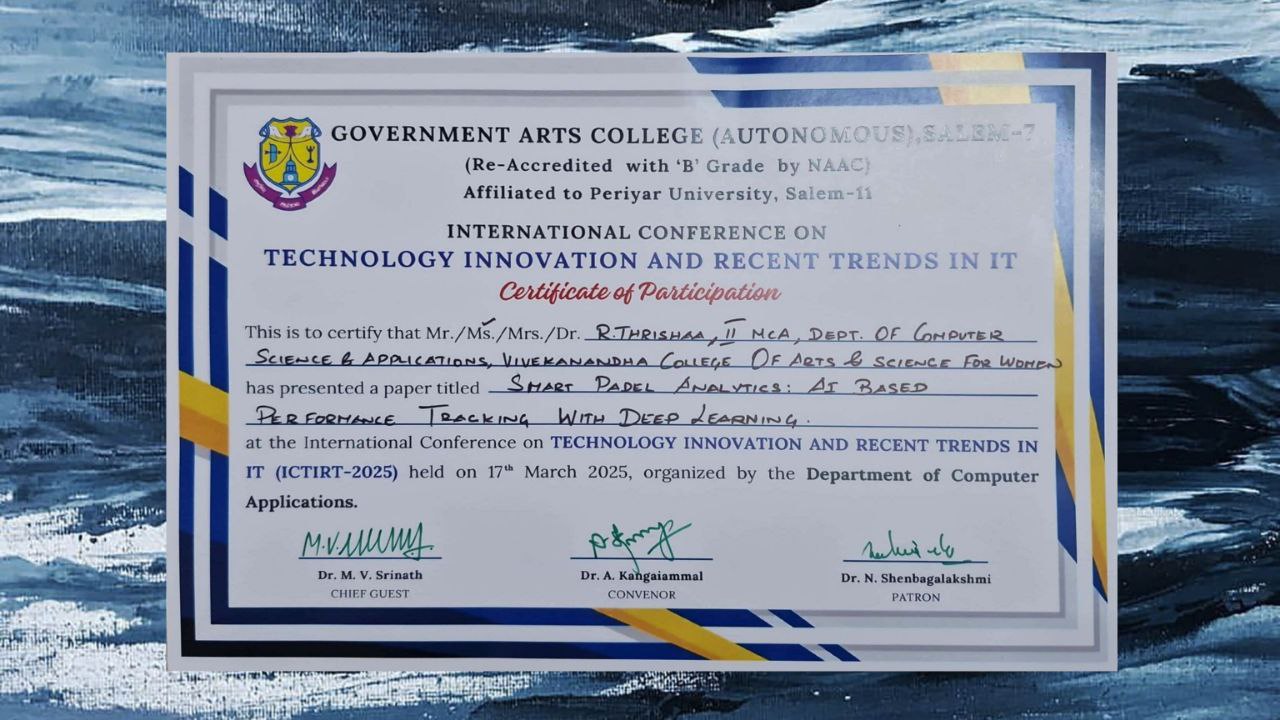 GOVERNMENT ARTS COLLEGE (AUTONOMOUS),SALEM-7
(Re-Accredited with ‘B’ Grade by NAAC)
Affiliated to Periyar University, Salem-11
INTERNATIONAL CONFERENCE ON
TECHNOLOGY INNOVATION AND RECENT TRENDS IN IT
Certificate of Participation
This is to certify that Mr./Ms./Mrs./Dr. R.THRISHAA, II MCA, DEPT. OF COMPUTER
SCIENCE & APPLICATIONS, VIVEKANANDHA COLLEGE OF ARTS & SCIENCE FOR WOMEN
has presented a paper titled SMART PADEL ANALYTICS: AI BASED
PERFORMANCE TRACKING WITH DEEP LEARNING.
at the International Conference on TECHNOLOGY INNOVATION AND RECENT TRENDS IN
IT (ICTIRT-2025) held on 17th March 2025, organized by the Department of Computer
Applications.
Dr. M. V. Srinath
CHIEF GUEST
Dr. A. Kangaiammal
CONVENOR
Dr. N. Shenbagalakshmi
PATRON